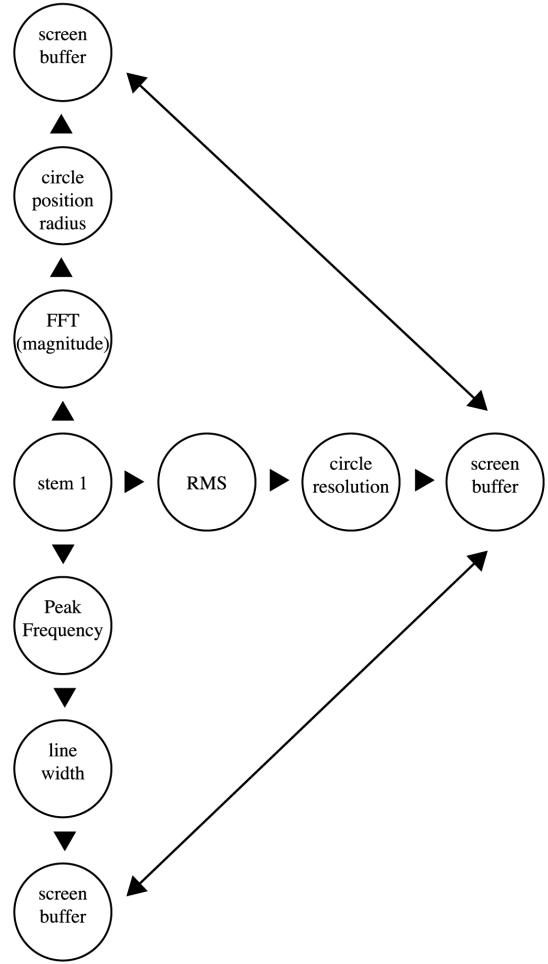 screen
buffer
circle
position
radius
FFT
(magnitude)
stem 1
RMS
circle
resolution
screen
buffer
Peak
Frequency
line
width
screen
buffer